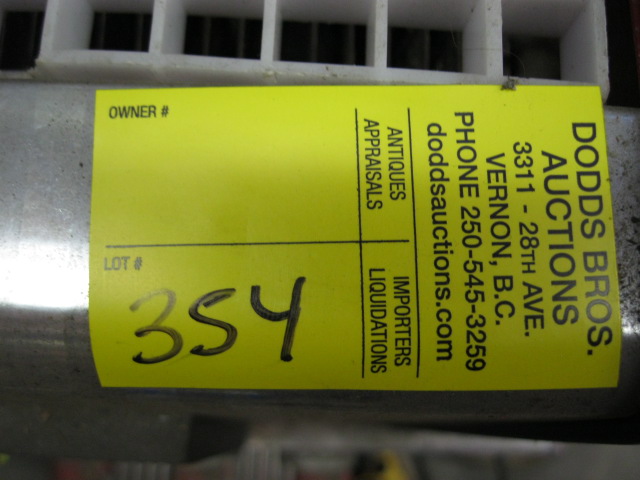 DODDS BROS.
AUCTIONS
3311 - 28TH AVE.
VERNON, B.C.
PHONE 250-545-3259
doddsauctions.com
ANTIQUES
APPRAISALS
IMPORTERS
LIQUIDATIONS
OWNER #
LOT #
354